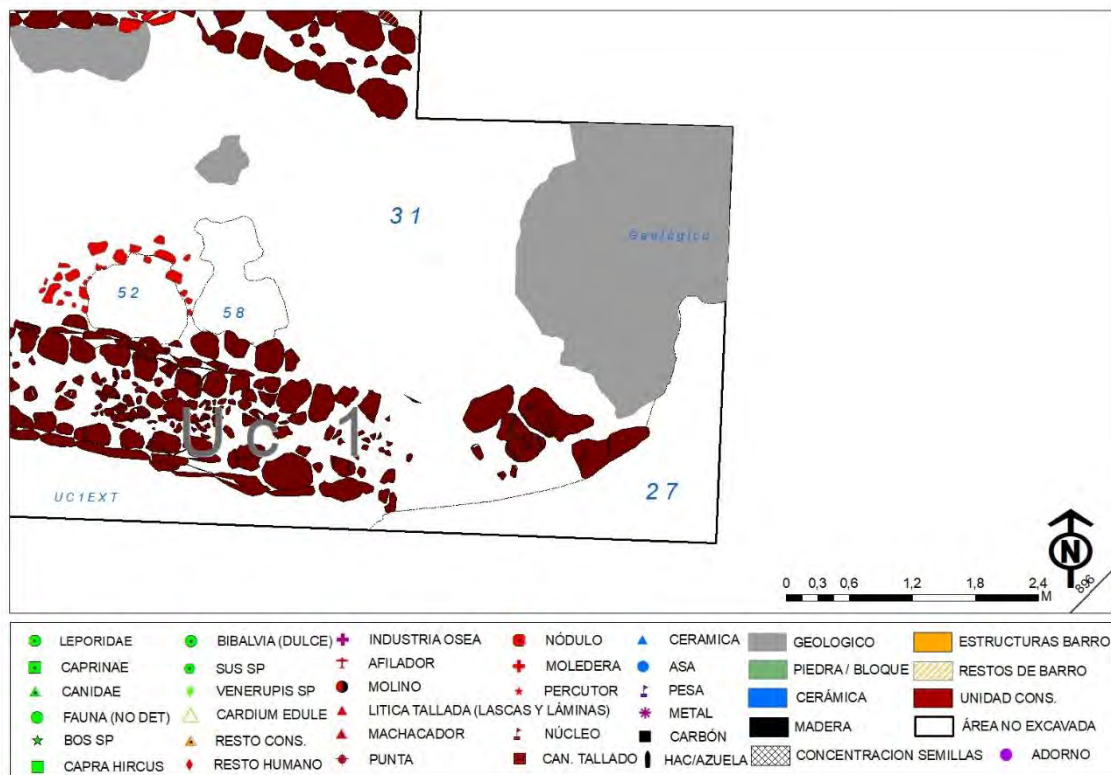 31
Geológico
52
58
Uc 1
UC1EXT
27
N
0 0,3 0,6 1,2 1,8 2,4
M
896
LEPORIDAE BIBALVIA (DULCE) INDUSTRIA OSEA NÓDULO CERAMICA GEOLOGICO ESTRUCTURAS BARRO
CAPRINAE SUS SP AFILADOR MOLEDERA ASA PIEDRA / BLOQUE RESTOS DE BARRO
CANIDAE VENERUPIS SP MOLINO PERCUTOR PESA CERÁMICA UNIDAD CONS.
FAUNA (NO DET) CARDIUM EDULE LITICA TALLADA (LASCAS Y LÁMINAS) METAL MADERA ÁREA NO EXCAVADA
BOS SP RESTO CONS. MACHACADOR NÚCLEO CARBÓN CONCENTRACION SEMILLAS ADORNO
CAPRA HIRCUS RESTO HUMANO PUNTA CAN. TALLADO HAC/AZUELA